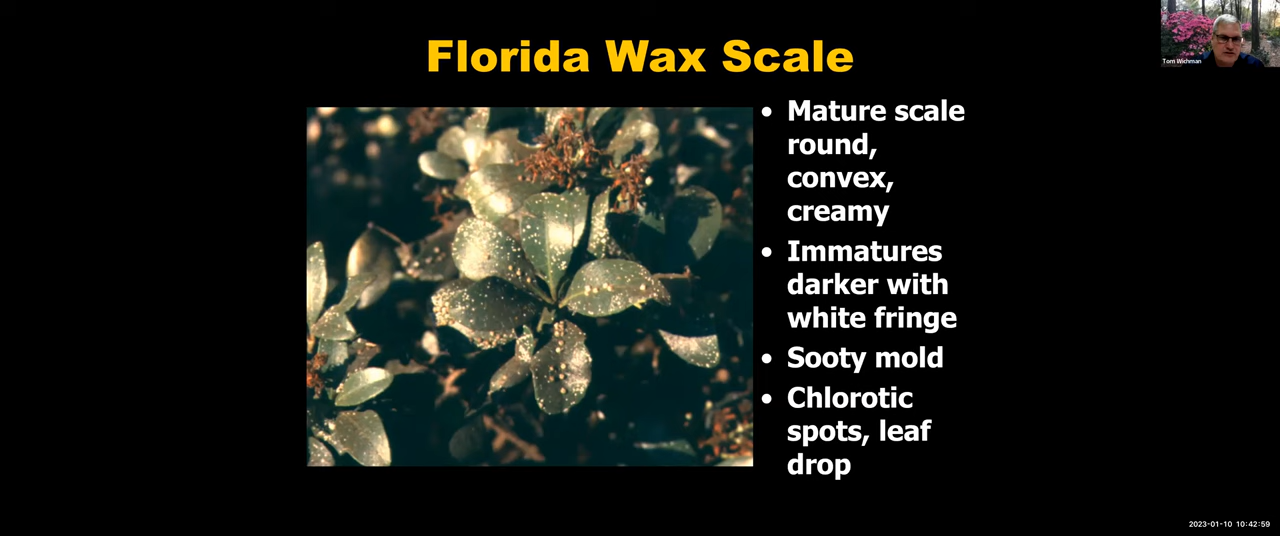 Florida Wax Scale
Tom Wichman
• Mature scale
round,
convex,
creamy
• Immatures
darker with
white fringe
• Sooty mold
• Chlorotic
spots, leaf
drop
2023-01-10 10:42:59